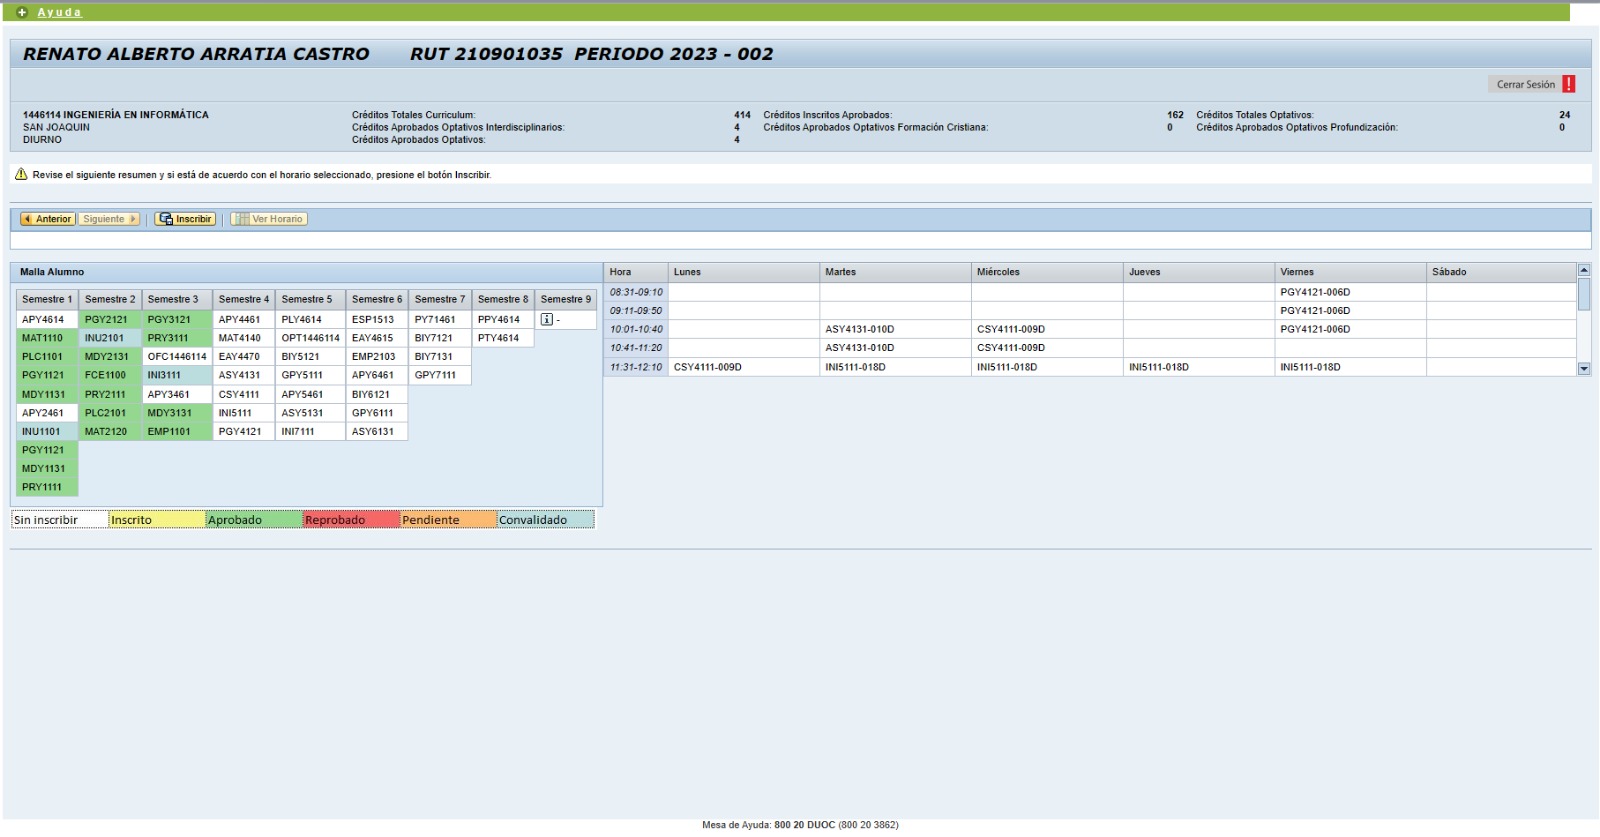 Ayuda
RENATO ALBERTO ARRATIA CASTRO RUT 210901035 PERIODO 2023 - 002
Cerrar Sesión
1446114 INGENIERÍA EN INFORMÁTICA Créditos Totales Curriculum: 414 Créditos Inscritos Aprobados: 162 Créditos Totales Optativos: 24
SAN JOAQUIN Créditos Aprobados Optativos Interdisciplinarios: 4 Créditos Aprobados Optativos Formación Cristiana: 0 Créditos Aprobados Optativos Profundización: 0
DIURNO Créditos Aprobados Optativos: 4
Revise el siguiente resumen y si está de acuerdo con el horario seleccionado, presione el botón Inscribir.
Anterior Siguiente Inscribir Ver Horario
Malla Alumno
Semestre 1 Semestre 2 Semestre 3 Semestre 4 Semestre 5 Semestre 6 Semestre 7 Semestre 8 Semestre 9
APY4614 PGY2121 PGY3121 APY4461 PLY4614 ESP1513 PY71461 PPY4614 -
MAT1110 INU2101 PRY3111 MAT4140 OPT1446114 EAY4615 BIY7121 PTY4614
PLC1101 MDY2131 OFC1446114 EAY4470 BIY5121 EMP2103 BIY7131
PGY1121 FCE1100 INI3111 ASY4131 GPY5111 APY6461 GPY7111
MDY1131 PRY2111 APY3461 CSY4111 APY5461 BIY6121
APY2461 PLC2101 MDY3131 INI5111 ASY5131 GPY6111
INU1101 MAT2120 EMP1101 PGY4121 INI7111 ASY6131
PGY1121
MDY1131
PRY1111
Sin inscribir Inscrito Aprobado Reprobado Pendiente Convalidado
Hora Lunes Martes Miércoles Jueves Viernes Sábado
08:31-09:10 PGY4121-006D
09:11-09:50 PGY4121-006D
10:01-10:40 ASY4131-010D CSY4111-009D PGY4121-006D
10:41-11:20 ASY4131-010D CSY4111-009D
11:31-12:10 CSY4111-009D INI5111-018D INI5111-018D INI5111-018D INI5111-018D
Mesa de Ayuda: 800 20 DUOC (800 20 3862)